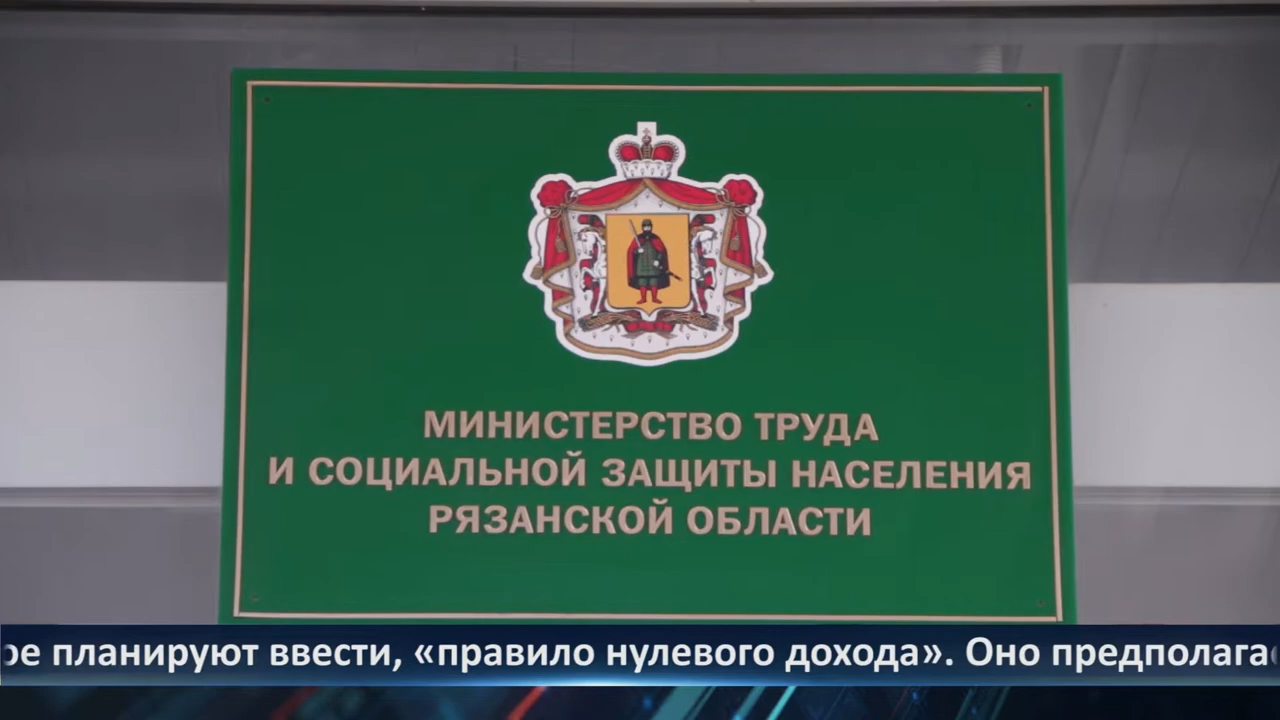 МИНИСТЕРСТВО ТРУДА
И СОЦИАЛЬНОЙ ЗАЩИТЫ НАСЕЛЕНИЯ
РЯЗАНСКОЙ ОБЛАСТИ
планируют ввести, «правило нулевого дохода». Оно